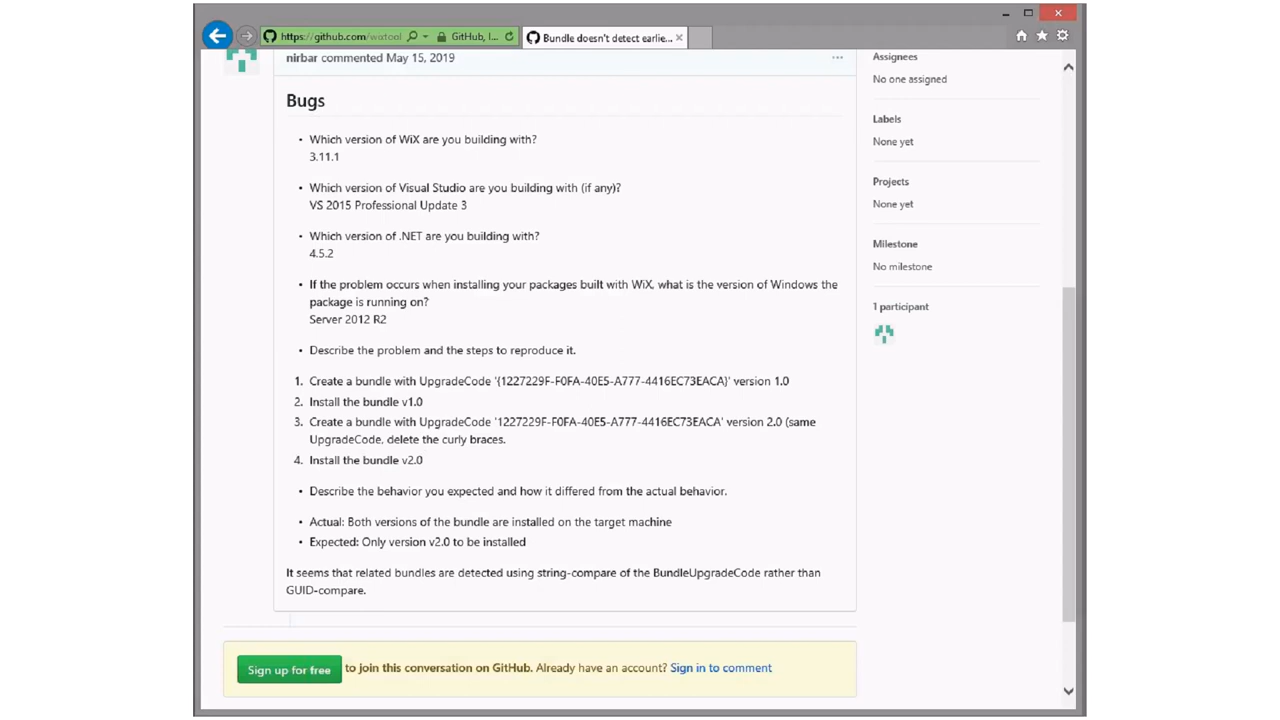 https://github.com/wixtool
GitHub, I...
Bundle doesn't detect earlie...
nirbar commented May 15, 2019
Bugs
• Which version of WiX are you building with?
3.11.1
• Which version of Visual Studio are you building with (if any)?
VS 2015 Professional Update 3
• Which version of .NET are you building with?
4.5.2
• If the problem occurs when installing your packages built with WiX, what is the version of Windows the
package is running on?
Server 2012 R2
• Describe the problem and the steps to reproduce it.
1. Create a bundle with UpgradeCode '{1227229F-F0FA-40E5-A777-4416EC73EACA}' version 1.0
2. Install the bundle v1.0
3. Create a bundle with UpgradeCode '1227229F-F0FA-40E5-A777-4416EC73EACA' version 2.0 (same
UpgradeCode, delete the curly braces.
4. Install the bundle v2.0
• Describe the behavior you expected and how it differed from the actual behavior.
• Actual: Both versions of the bundle are installed on the target machine
• Expected: Only version v2.0 to be installed
It seems that related bundles are detected using string-compare of the BundleUpgradeCode rather than
GUID-compare.
Assignees
No one assigned
Labels
None yet
Projects
None yet
Milestone
No milestone
1 participant
Sign up for free to join this conversation on GitHub. Already have an account? Sign in to comment